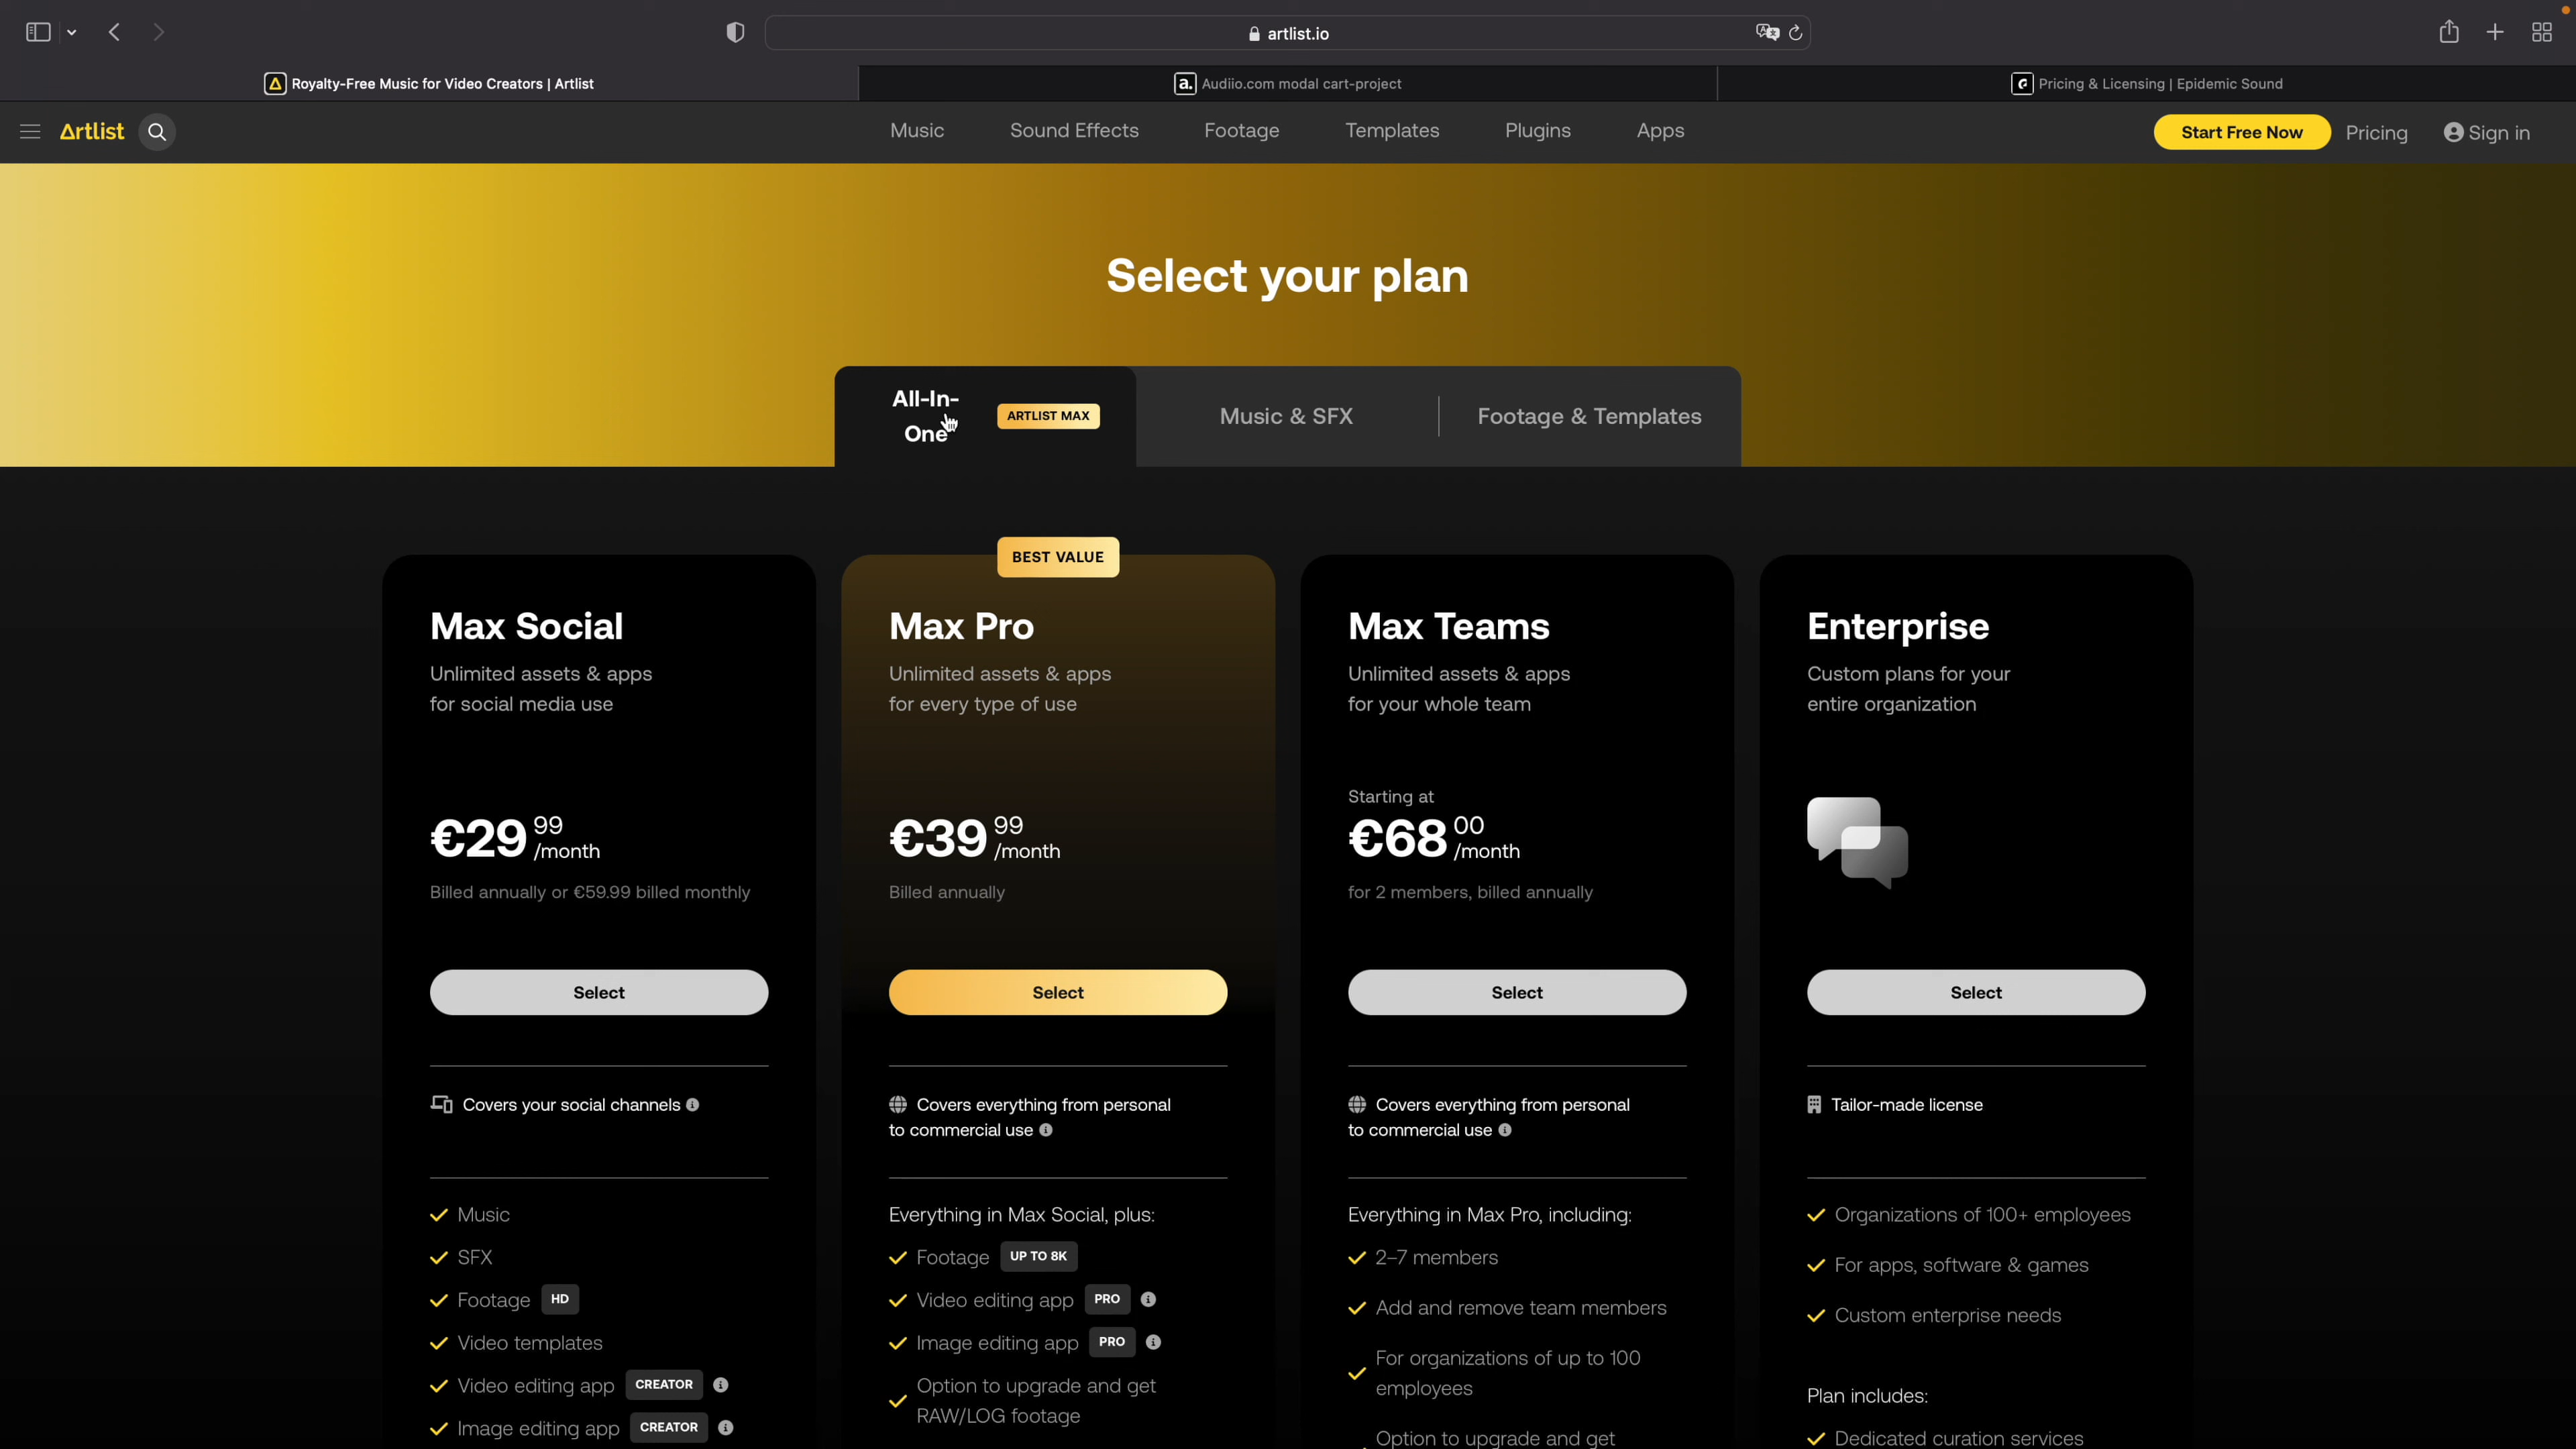 artlist.io
Royalty-Free Music for Video Creators | Artlist
Audiio.com modal cart-project
Pricing & Licensing | Epidemic Sound
Artlist
Music
Sound Effects
Footage
Templates
Plugins
Apps
Start Free Now
Pricing
Sign in
Select your plan
All-In-
One
ARTLIST MAX
Music & SFX
Footage & Templates
BEST VALUE
Max Social
Unlimited assets & apps
for social media use
€29 99
/month
Billed annually or €59.99 billed monthly
Select
Covers your social channels
Music
SFX
Footage HD
Video templates
Video editing app CREATOR
Image editing app CREATOR
Max Pro
Unlimited assets & apps
for every type of use
€39 99
/month
Billed annually
Select
Covers everything from personal
to commercial use
Everything in Max Social, plus:
Footage UP TO 8K
Video editing app PRO
Image editing app PRO
Option to upgrade and get
RAW/LOG footage
Max Teams
Unlimited assets & apps
for your whole team
Starting at
€68 00
/month
for 2 members, billed annually
Select
Covers everything from personal
to commercial use
Everything in Max Pro, including:
2–7 members
Add and remove team members
For organizations of up to 100
employees
Option to upgrade and get
Enterprise
Custom plans for your
entire organization
Select
Tailor-made license
Organizations of 100+ employees
For apps, software & games
Custom enterprise needs
Plan includes:
Dedicated curation services